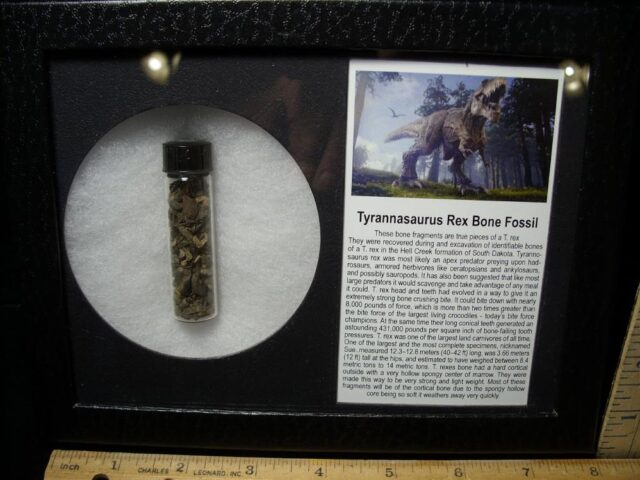 Tyrannasaurus Rex Bone Fossil
These bone fragments are true pieces of a T. rex
They were recovered during and excavation of identifiable bones
of a T. rex in the Hell Creek formation of South Dakota. Tyranno-
saurus rex was most likely an apex predator preying upon had-
rosaurs, armored herbivores like ceratopsians and ankylosaurs,
and possibly sauropods. It has also been suggested that like most
large predators it would scavenge and take advantage of any meal
it could. T. rex head and teeth had evolved in a way to give it an
extremely strong bone crushing bite. It could bite down with nearly
8,000 pounds of force, which is more than two times greater than
the bite force of the largest living crocodiles - today's bite force
champions. At the same time their long conical teeth generated an
astounding 431,000 pounds per square inch of bone-failing tooth
pressures. T. rex was one of the largest land carnivores of all time.
One of the largest and the most complete specimens, nicknamed
Sue, measured 12.3–12.8 meters (40–42 ft) long, was 3.66 meters
(12 ft) tall at the hips, and estimated to have weighed between 8.4
metric tons to 14 metric tons. T. rexes bone had a hard cortical
outside with a very hollow spongy center of marrow. They were
made this way to be very strong and light weight. Most of these
fragments will be of the cortical bone due to the spongy hollow
core being so soft it weathers away very quickly.
inch 1 CHARLES 2 LEONARD, INC. 3 4 5 6 7 8